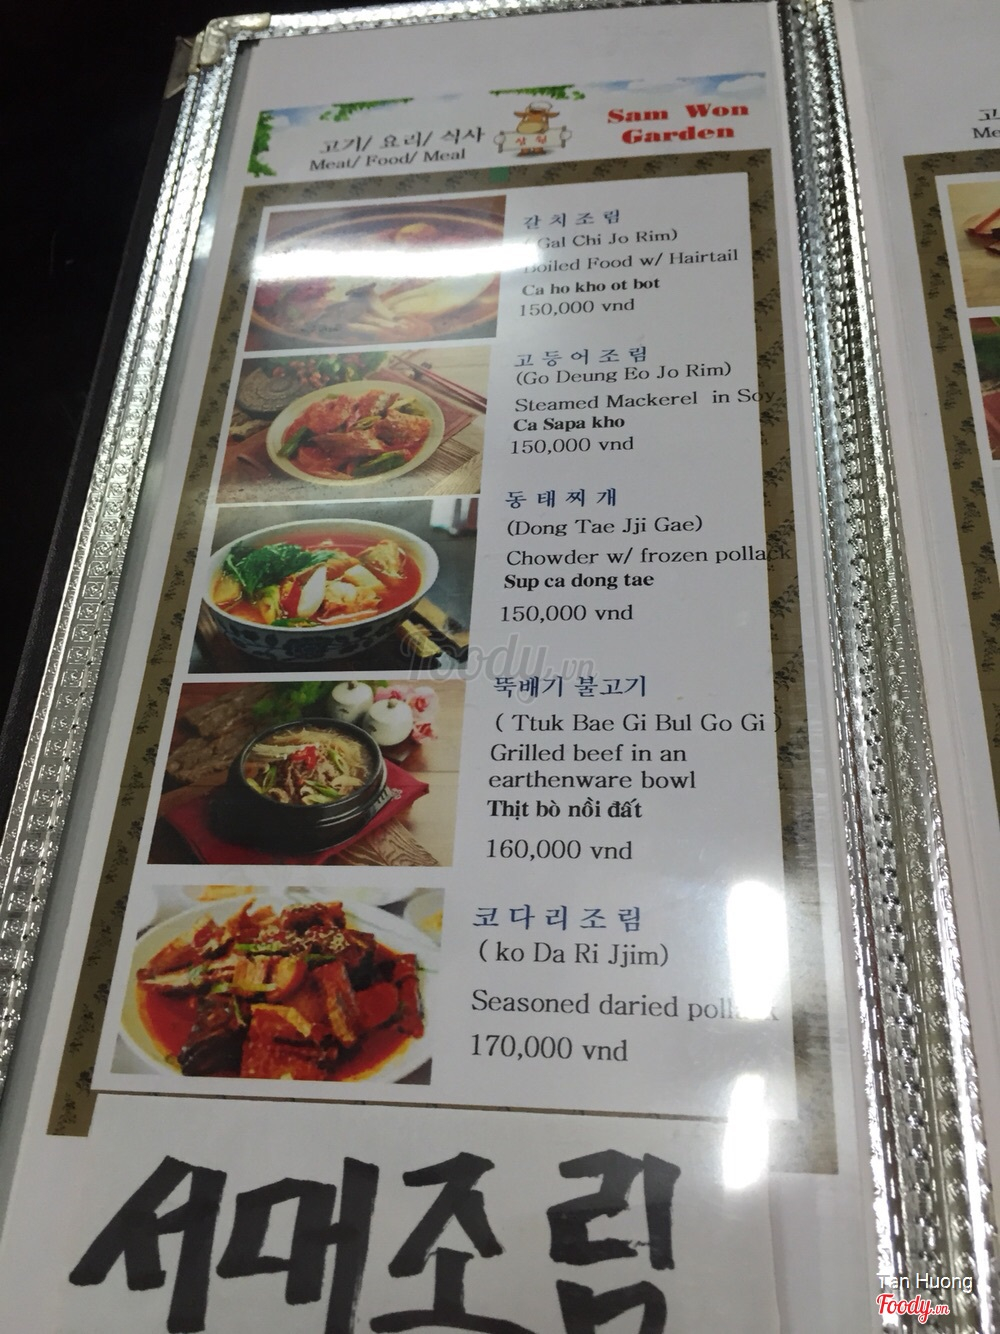 고기/ 요리/ 식사
Meat/ Food/ Meal
삼 원
Sam Won
Garden
갈 치 조 림
( Gal Chi Jo Rim)
Boiled Food w/ Hairtail
Ca ho kho ot bot
150,000 vnd
고 등 어 조 림
(Go Deung Eo Jo Rim)
Steamed Mackerel in Soy
Ca Sapa kho
150,000 vnd
동 태 찌 개
(Dong Tae Jji Gae)
Chowder w/ frozen pollack
Sup ca dong tae
150,000 vnd
뚝배기 불고기
( Ttuk Bae Gi Bul Go Gi )
Grilled beef in an
earthenware bowl
Thịt bò nồi đất
160,000 vnd
코 다 리 조 림
( ko Da Ri Jjim)
Seasoned daried pollack
170,000 vnd
서대조림
고
Me
Foody.vn
Tan Huong
Foody.vn